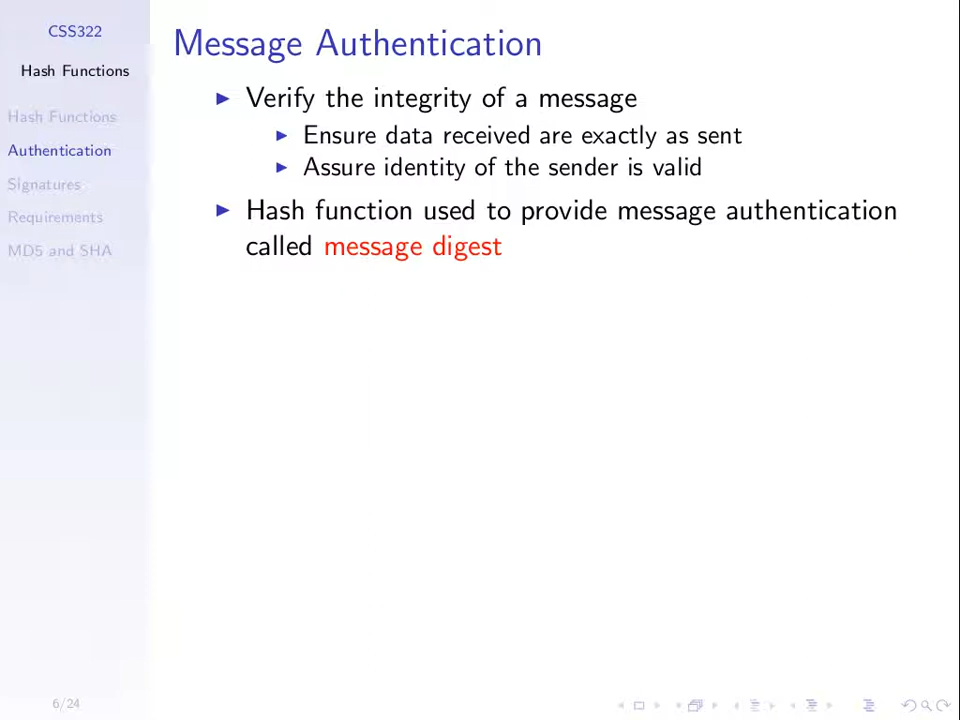 CSS322
Hash Functions
Hash Functions
Authentication
Signatures
Requirements
MD5 and SHA
6/24
Message Authentication
Verify the integrity of a message
Ensure data received are exactly as sent
Assure identity of the sender is valid
Hash function used to provide message authentication
called message digest